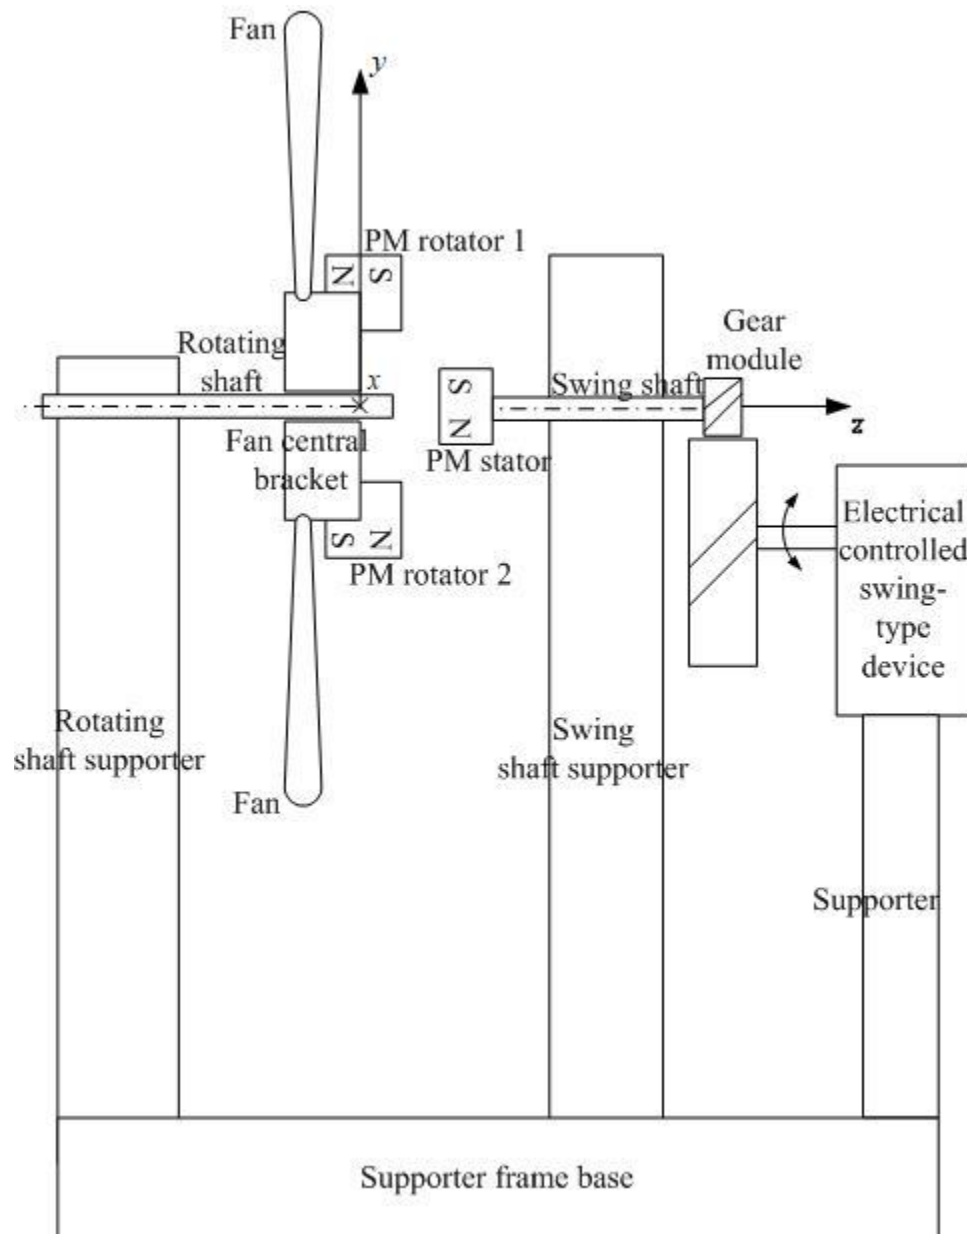 Fan
y
PM rotator 1
N S
Gear
module
Rotating
shaft
x
S
N
Swing shaft
z
Fan central
bracket
PM stator
S N
PM rotator 2
Electrical
controlled
swing-
type
device
Rotating
shaft supporter
Swing
shaft supporter
Fan
Supporter
Supporter frame base